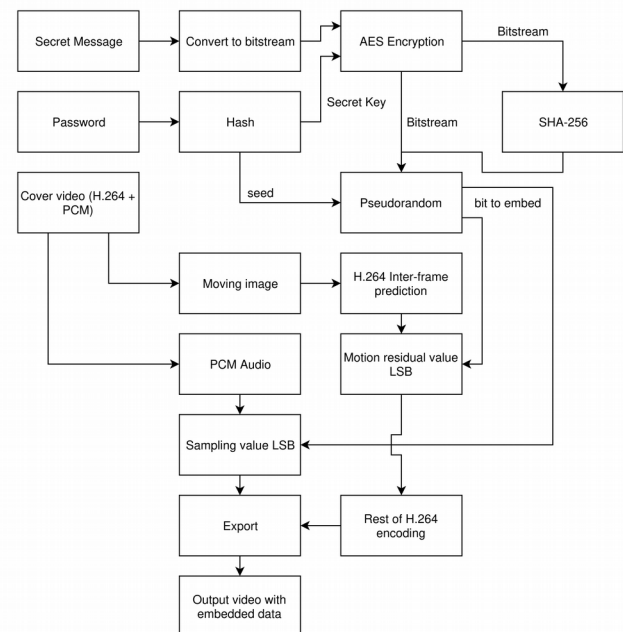 Secret Message
Convert to bitstream
AES Encryption
Bitstream
Secret Key
Password
Hash
Bitstream
SHA-256
Cover video (H.264 +
PCM)
seed
Pseudorandom
bit to embed
Moving image
H.264 Inter-frame
prediction
PCM Audio
Motion residual value
LSB
Sampling value LSB
Export
Rest of H.264
encoding
Output video with
embedded data